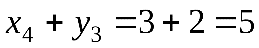 x₄ + y₃ = 3 + 2 = 5